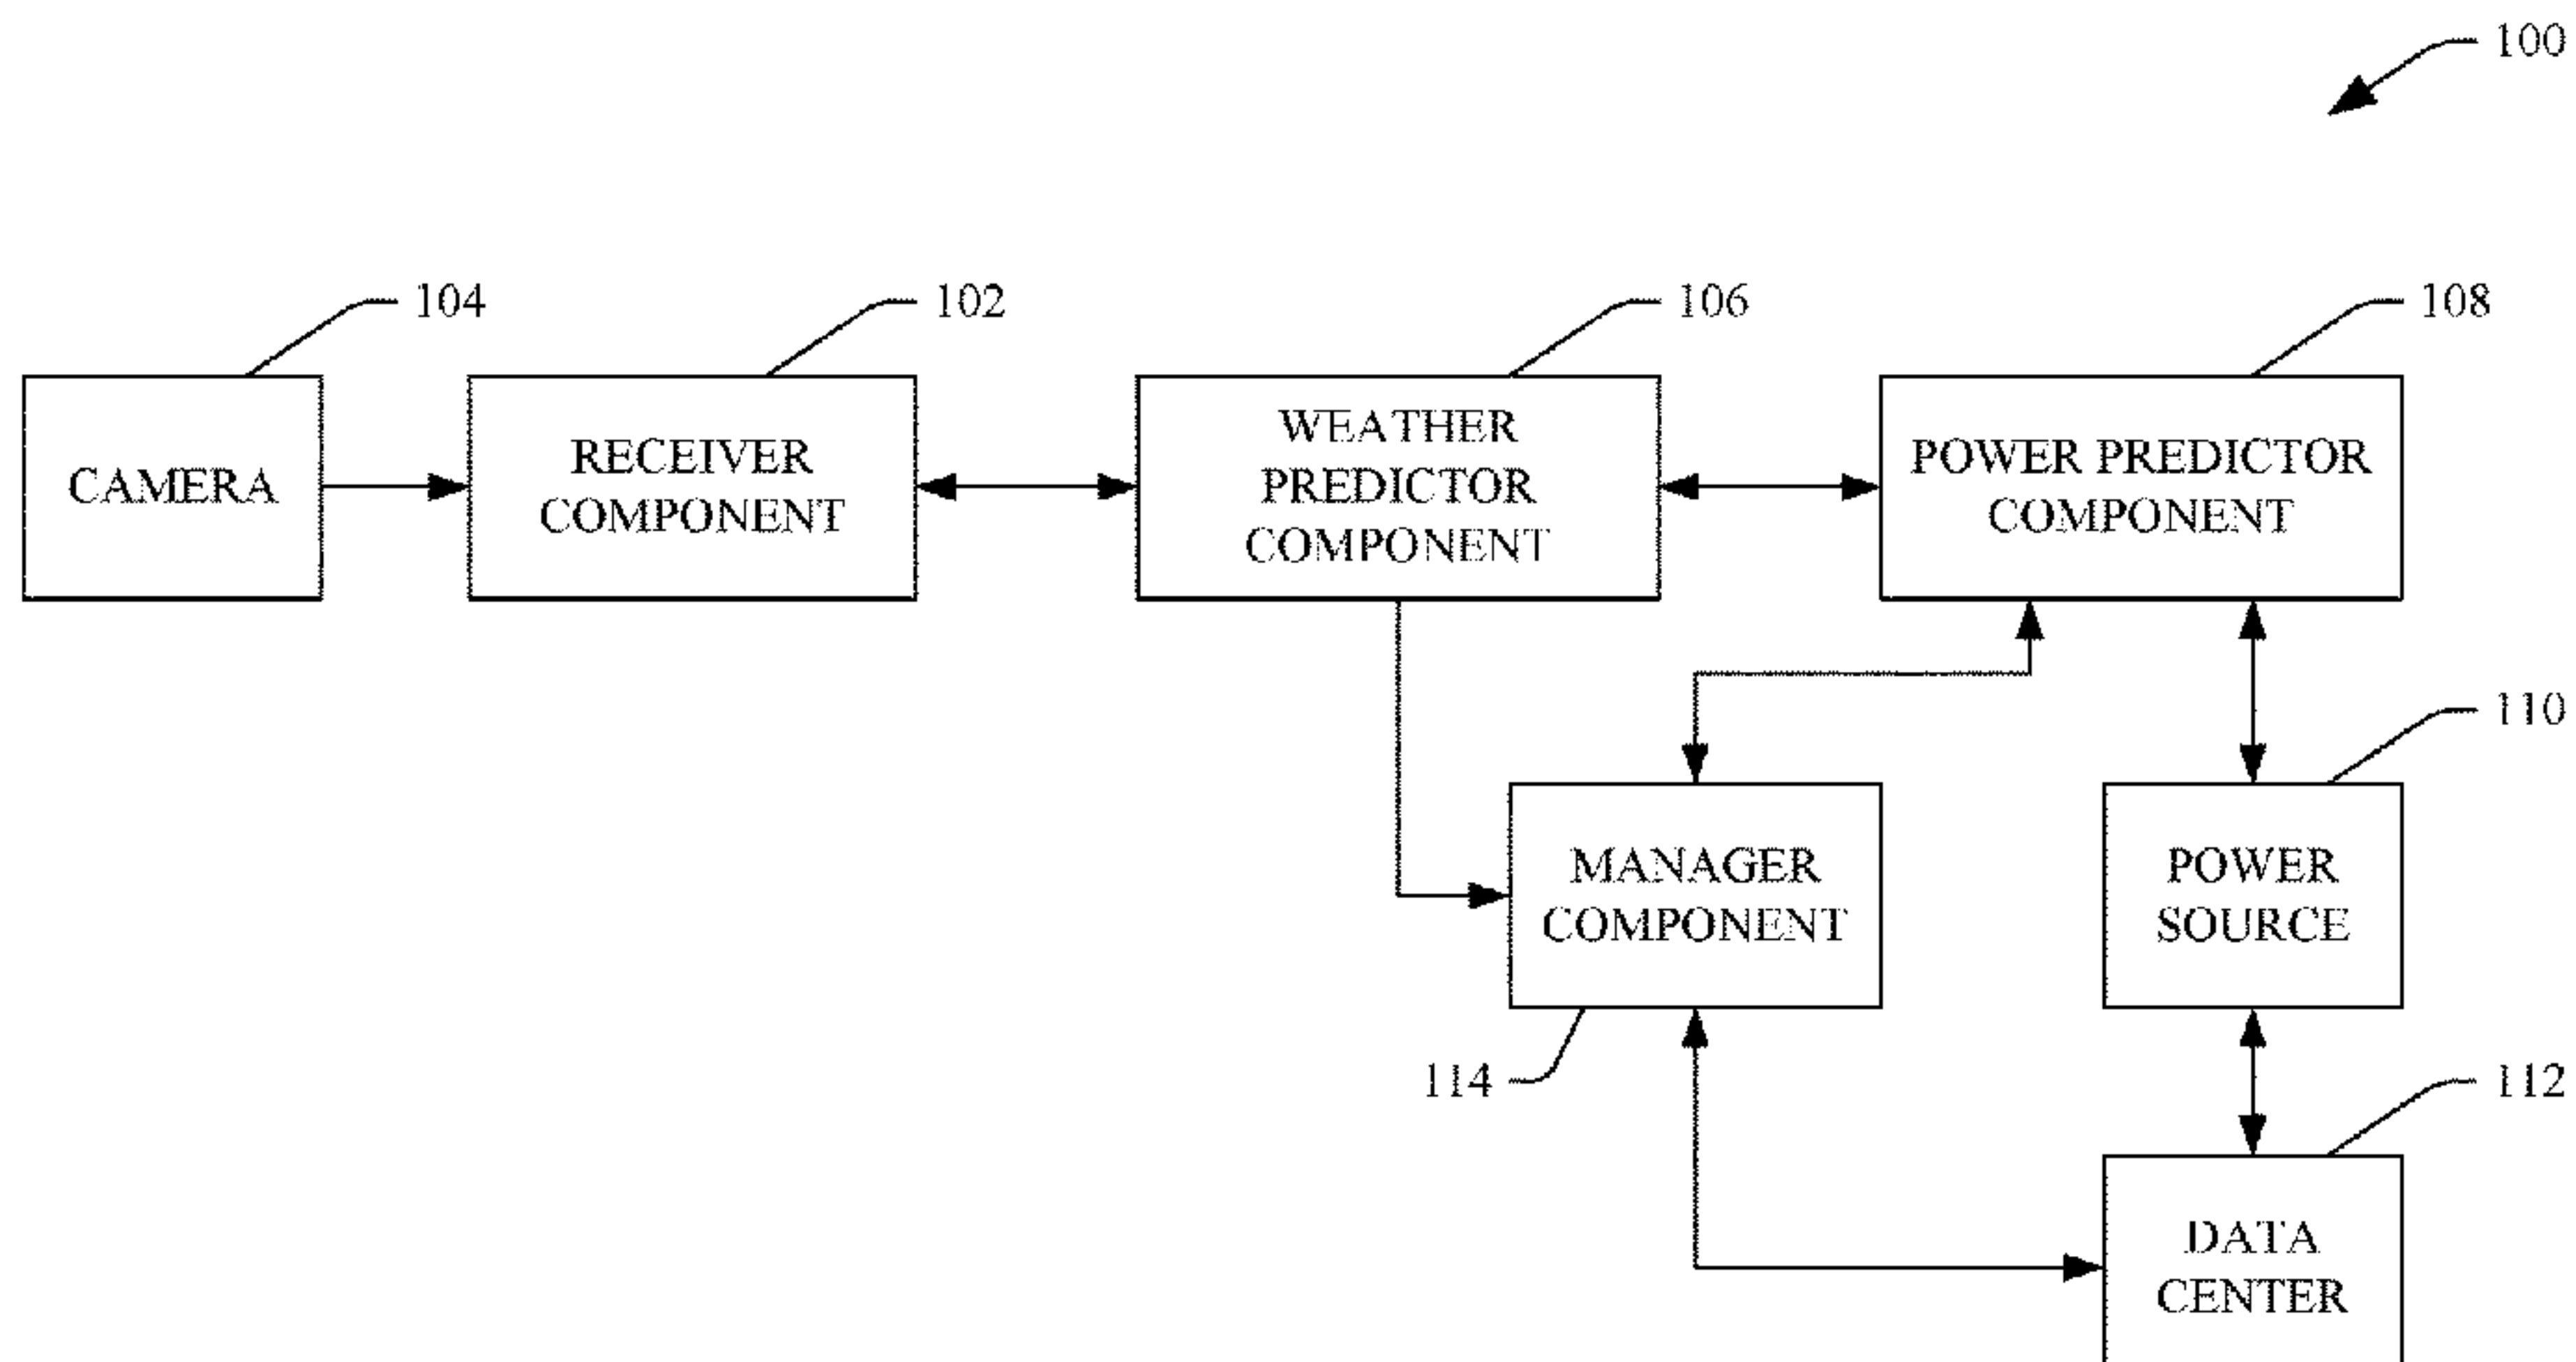 100
104
102
106
108
CAMERA
RECEIVER
COMPONENT
WEATHER
PREDICTOR
COMPONENT
POWER PREDICTOR
COMPONENT
110
MANAGER
COMPONENT
POWER
SOURCE
114
112
DATA
CENTER